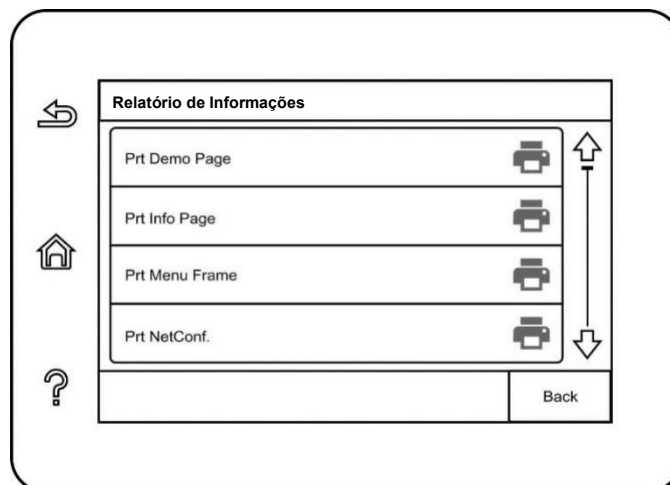 Relatório de Informações
Prt Demo Page
Prt Info Page
Prt Menu Frame
Prt NetConf.
Back